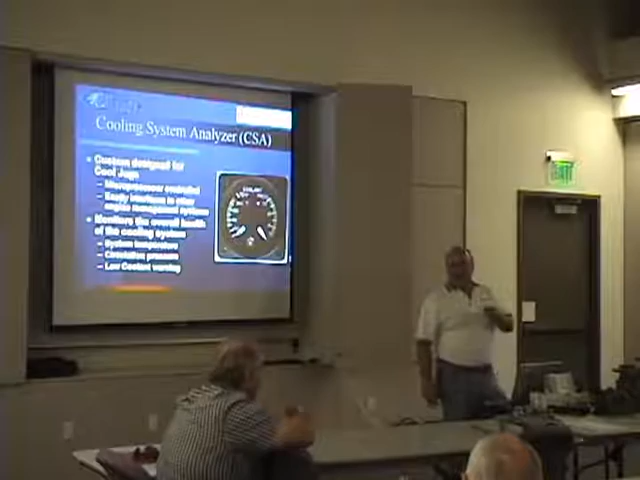 Cooling System Analyzer (CSA)
Custom designed for
Cool Jugs
– Microprocessor controlled
– Easily interfaces to other
engine management systems
Monitors the overall health
of the cooling system
– System temperature
– Circulation pressure
– Low Coolant warning
EXIT